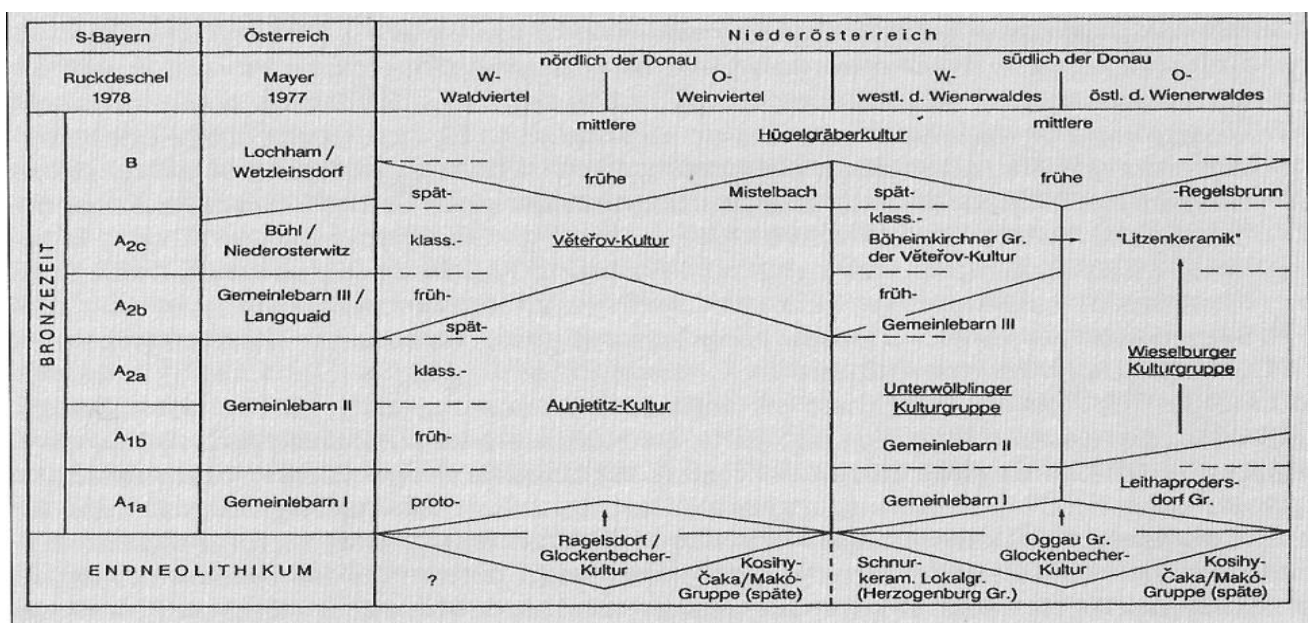 S-Bayern Österreich Niederösterreich
nördlich der Donau südlich der Donau
Ruckdeschel Mayer W- O- W- O-
1978 1977 Waldviertel Weinviertel westl. d. Wienerwaldes östl. d. Wienerwaldes
mittlere mittlere
Hügelgräberkultur
B Lochham / frühe frühe
Wetzleinsdorf spät- Mistelbach spät- -Regelsbrunn
klass.-
A2c Bühl / klass.- Věteřov-Kultur Böheimkirchner Gr. "Litzenkeramik"
Niederosterwitz der Věteřov-Kultur
BRONZEZEIT
A2b Gemeinlebarn III / früh- früh-
Langquaid spät- Gemeinlebarn III
Wieselburger
Kulturgruppe
A2a klass.-
Unterwölblinger
Gemeinlebarn II Aunjetitz-Kultur Kulturgruppe
A1b früh- Gemeinlebarn II
Leithaproders-
A1a Gemeinlebarn I proto- Gemeinlebarn I dorf Gr.
Ragelsdorf / Oggau Gr.
ENDNEOLITHIKUM Glockenbecher- Kosihy- Schnur- Glockenbecher- Kosihy-
? Kultur Čaka/Makó- keram. Lokalgr. Kultur Čaka/Makó-
Gruppe (späte) (Herzogenburg Gr.) Gruppe (späte)